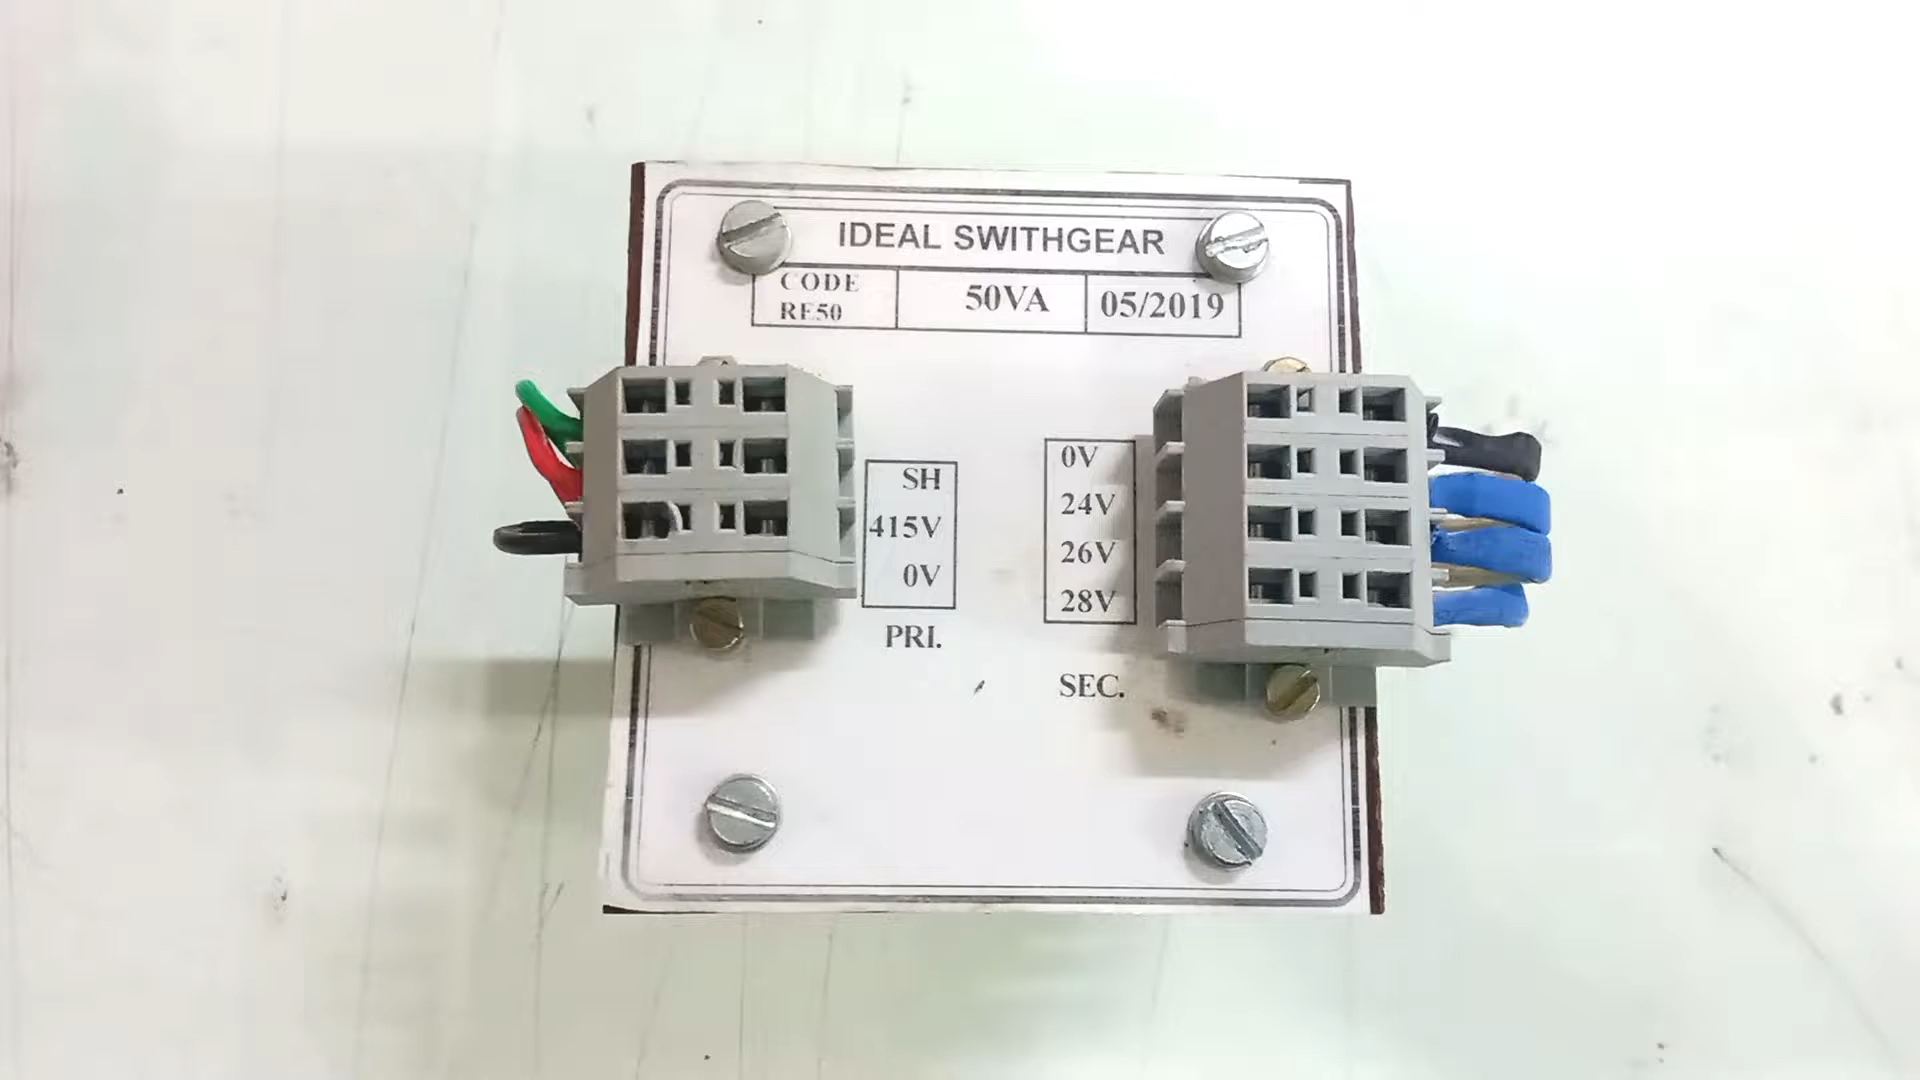 IDEAL SWITHGEAR
CODE
RE50
50VA
05/2019
SH
415V
0V
PRI.
0V
24V
26V
28V
SEC.